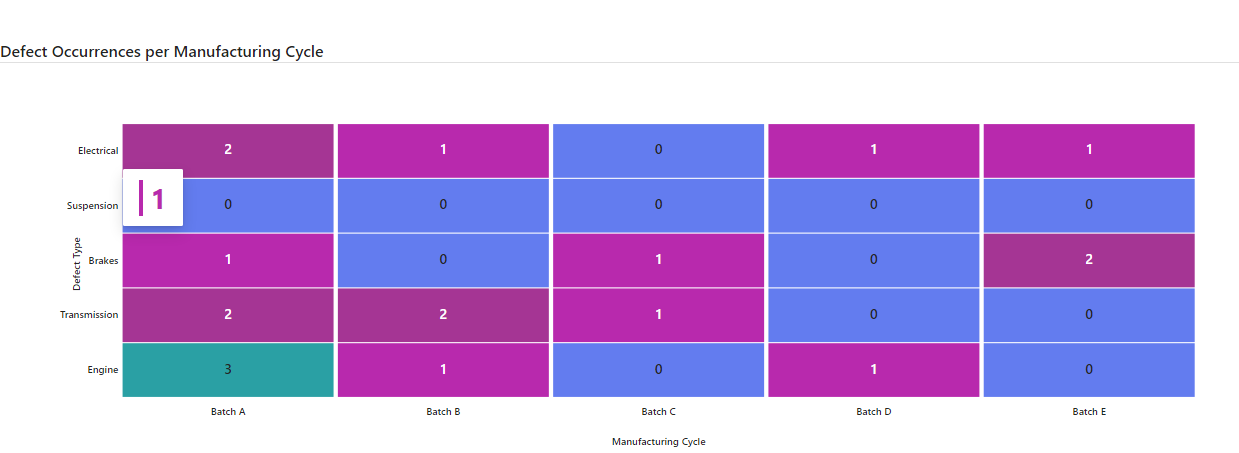 Defect Occurrences per Manufacturing Cycle
Electrical 2 1 0 1 1
1
Suspension 0 0 0 0 0
Defect Type
Brakes 1 0 1 0 2
Transmission 2 2 1 0 0
Engine 3 1 0 1 0
Batch A Batch B Batch C Batch D Batch E
Manufacturing Cycle